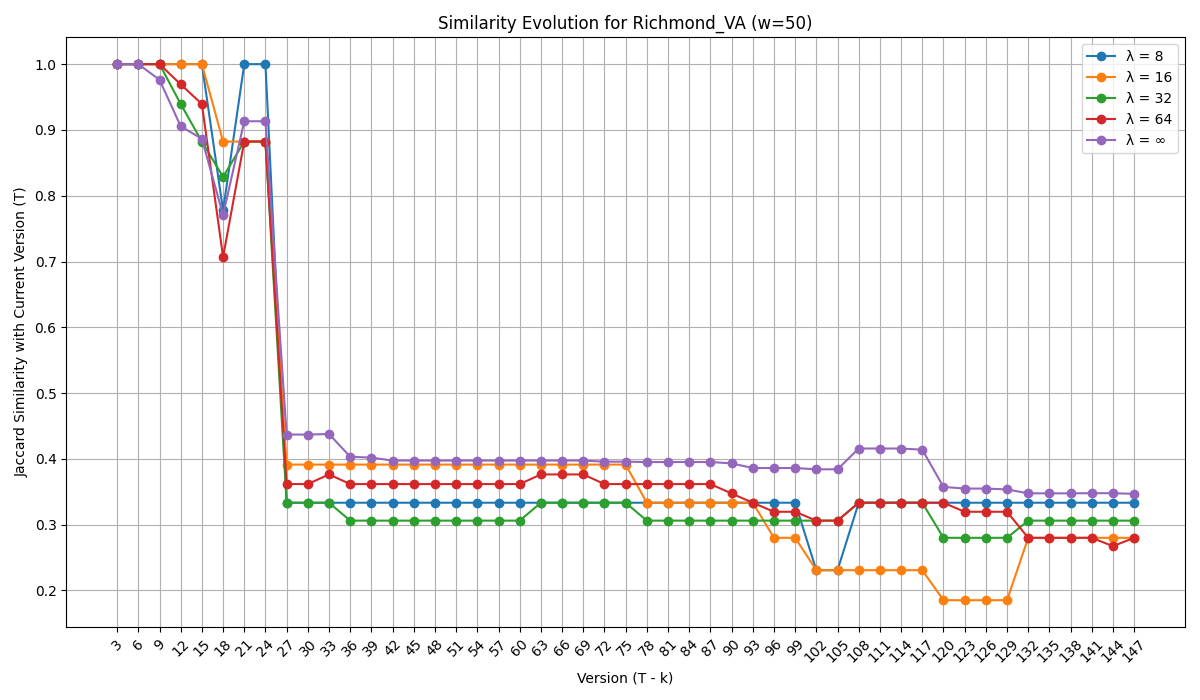 Similarity Evolution for Richmond_VA (w=50)
Jaccard Similarity with Current Version (T)
1.0
0.9
0.8
0.7
0.6
0.5
0.4
0.3
0.2
λ = 8
λ = 16
λ = 32
λ = 64
λ = ∞
3 6 9 12 15 18 21 24 27 30 33 36 39 42 45 48 51 54 57 60 63 66 69 72 75 78 81 84 87 90 93 96 99 102 105 108 111 114 117 120 123 126 129 132 135 138 141 144 147
Version (T - k)